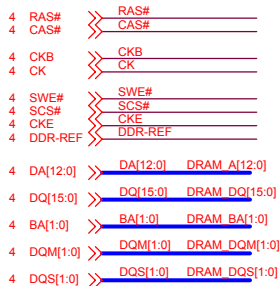 4 RAS# RAS#
4 CAS# CAS#
4 CKB CKB
4 CK CK
4 SWE# SWE#
4 SCS# SCS#
4 CKE CKE
4 DDR-REF DDR-REF
4 DA[12:0] DA[12:0] DRAM_A[12:0]
4 DQ[15:0] DQ[15:0] DRAM_DQ[15:0]
4 BA[1:0] BA[1:0] DRAM_BA[1:0]
4 DQM[1:0] DQM[1:0] DRAM_DQM[1:0]
4 DQS[1:0] DQS[1:0] DRAM_DQS[1:0]